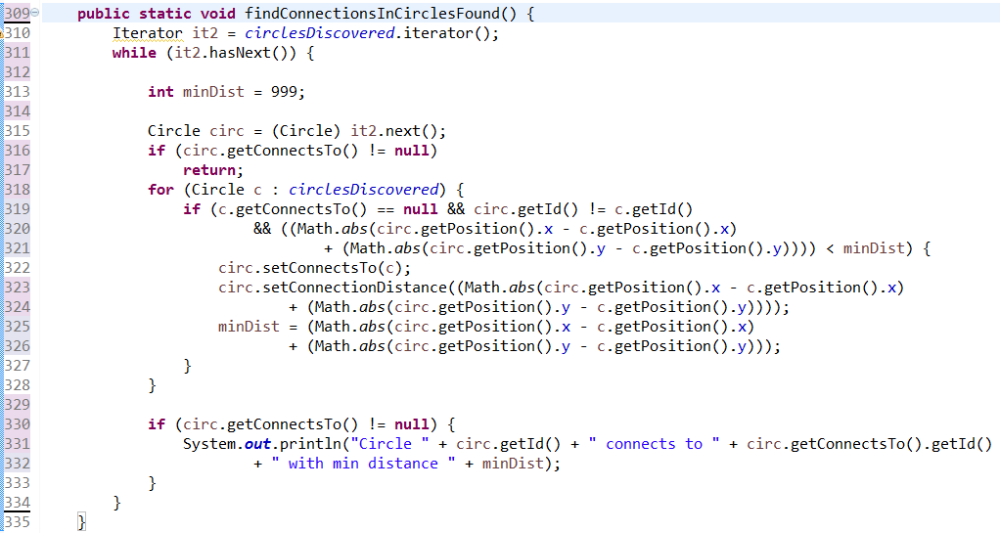 309 public static void findConnectionsInCirclesFound() {
310 Iterator it2 = circlesDiscovered.iterator();
311 while (it2.hasNext()) {
312
313 int minDist = 999;
314
315 Circle circ = (Circle) it2.next();
316 if (circ.getConnectsTo() != null)
317 return;
318 for (Circle c : circlesDiscovered) {
319 if (c.getConnectsTo() == null && circ.getId() != c.getId()
320 && ((Math.abs(circ.getPosition().x - c.getPosition().x)
321 + (Math.abs(circ.getPosition().y - c.getPosition().y)))) < minDist) {
322 circ.setConnectsTo(c);
323 circ.setConnectionDistance((Math.abs(circ.getPosition().x - c.getPosition().x)
324 + (Math.abs(circ.getPosition().y - c.getPosition().y))));
325 minDist = (Math.abs(circ.getPosition().x - c.getPosition().x)
326 + (Math.abs(circ.getPosition().y - c.getPosition().y)));
327 }
328 }
329
330 if (circ.getConnectsTo() != null) {
331 System.out.println("Circle " + circ.getId() + " connects to " + circ.getConnectsTo().getId()
332 + " with min distance " + minDist);
333 }
334 }
335 }